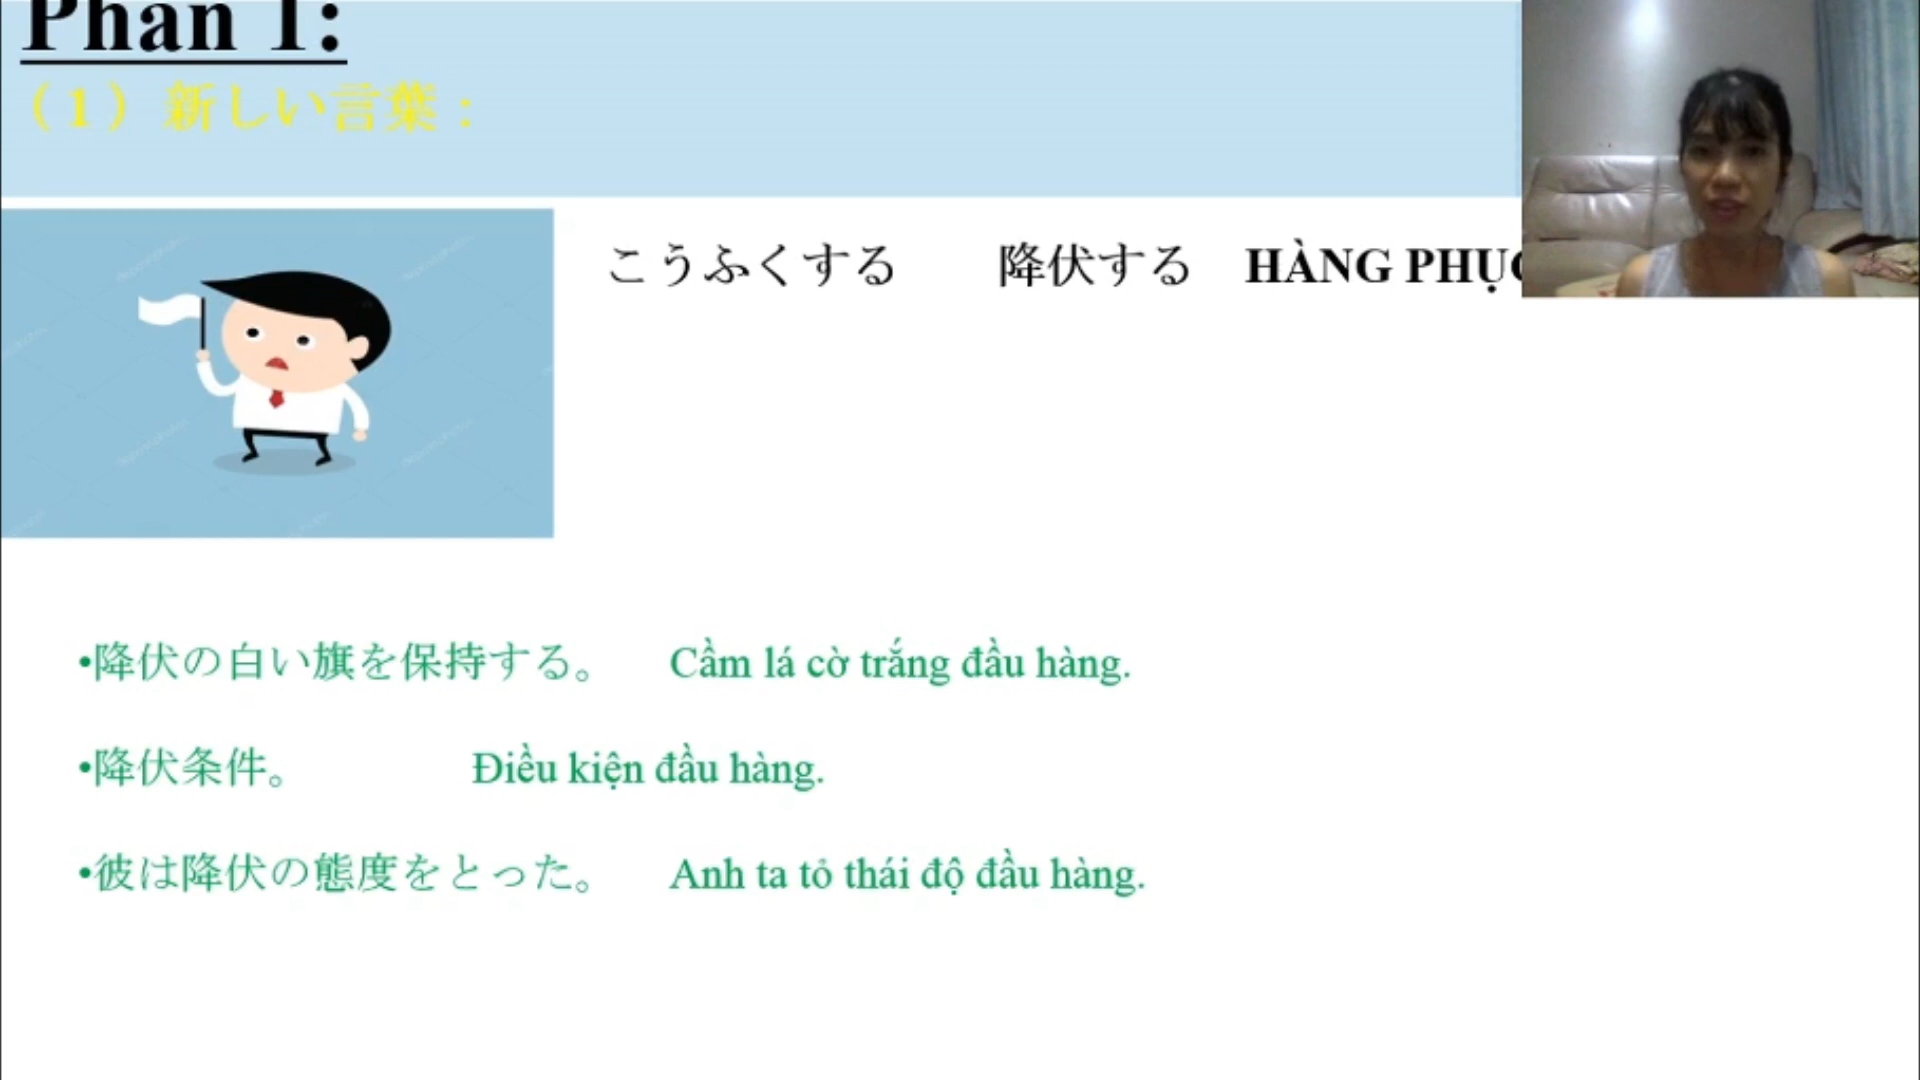 Phần 1:
（1）新しい言葉：
こうふくする 降伏する HÀNG PHỤC
•降伏の白い旗を保持する。 Cầm lá cờ trắng đầu hàng.
•降伏条件。 Điều kiện đầu hàng.
•彼は降伏の態度をとった。 Anh ta tỏ thái độ đầu hàng.